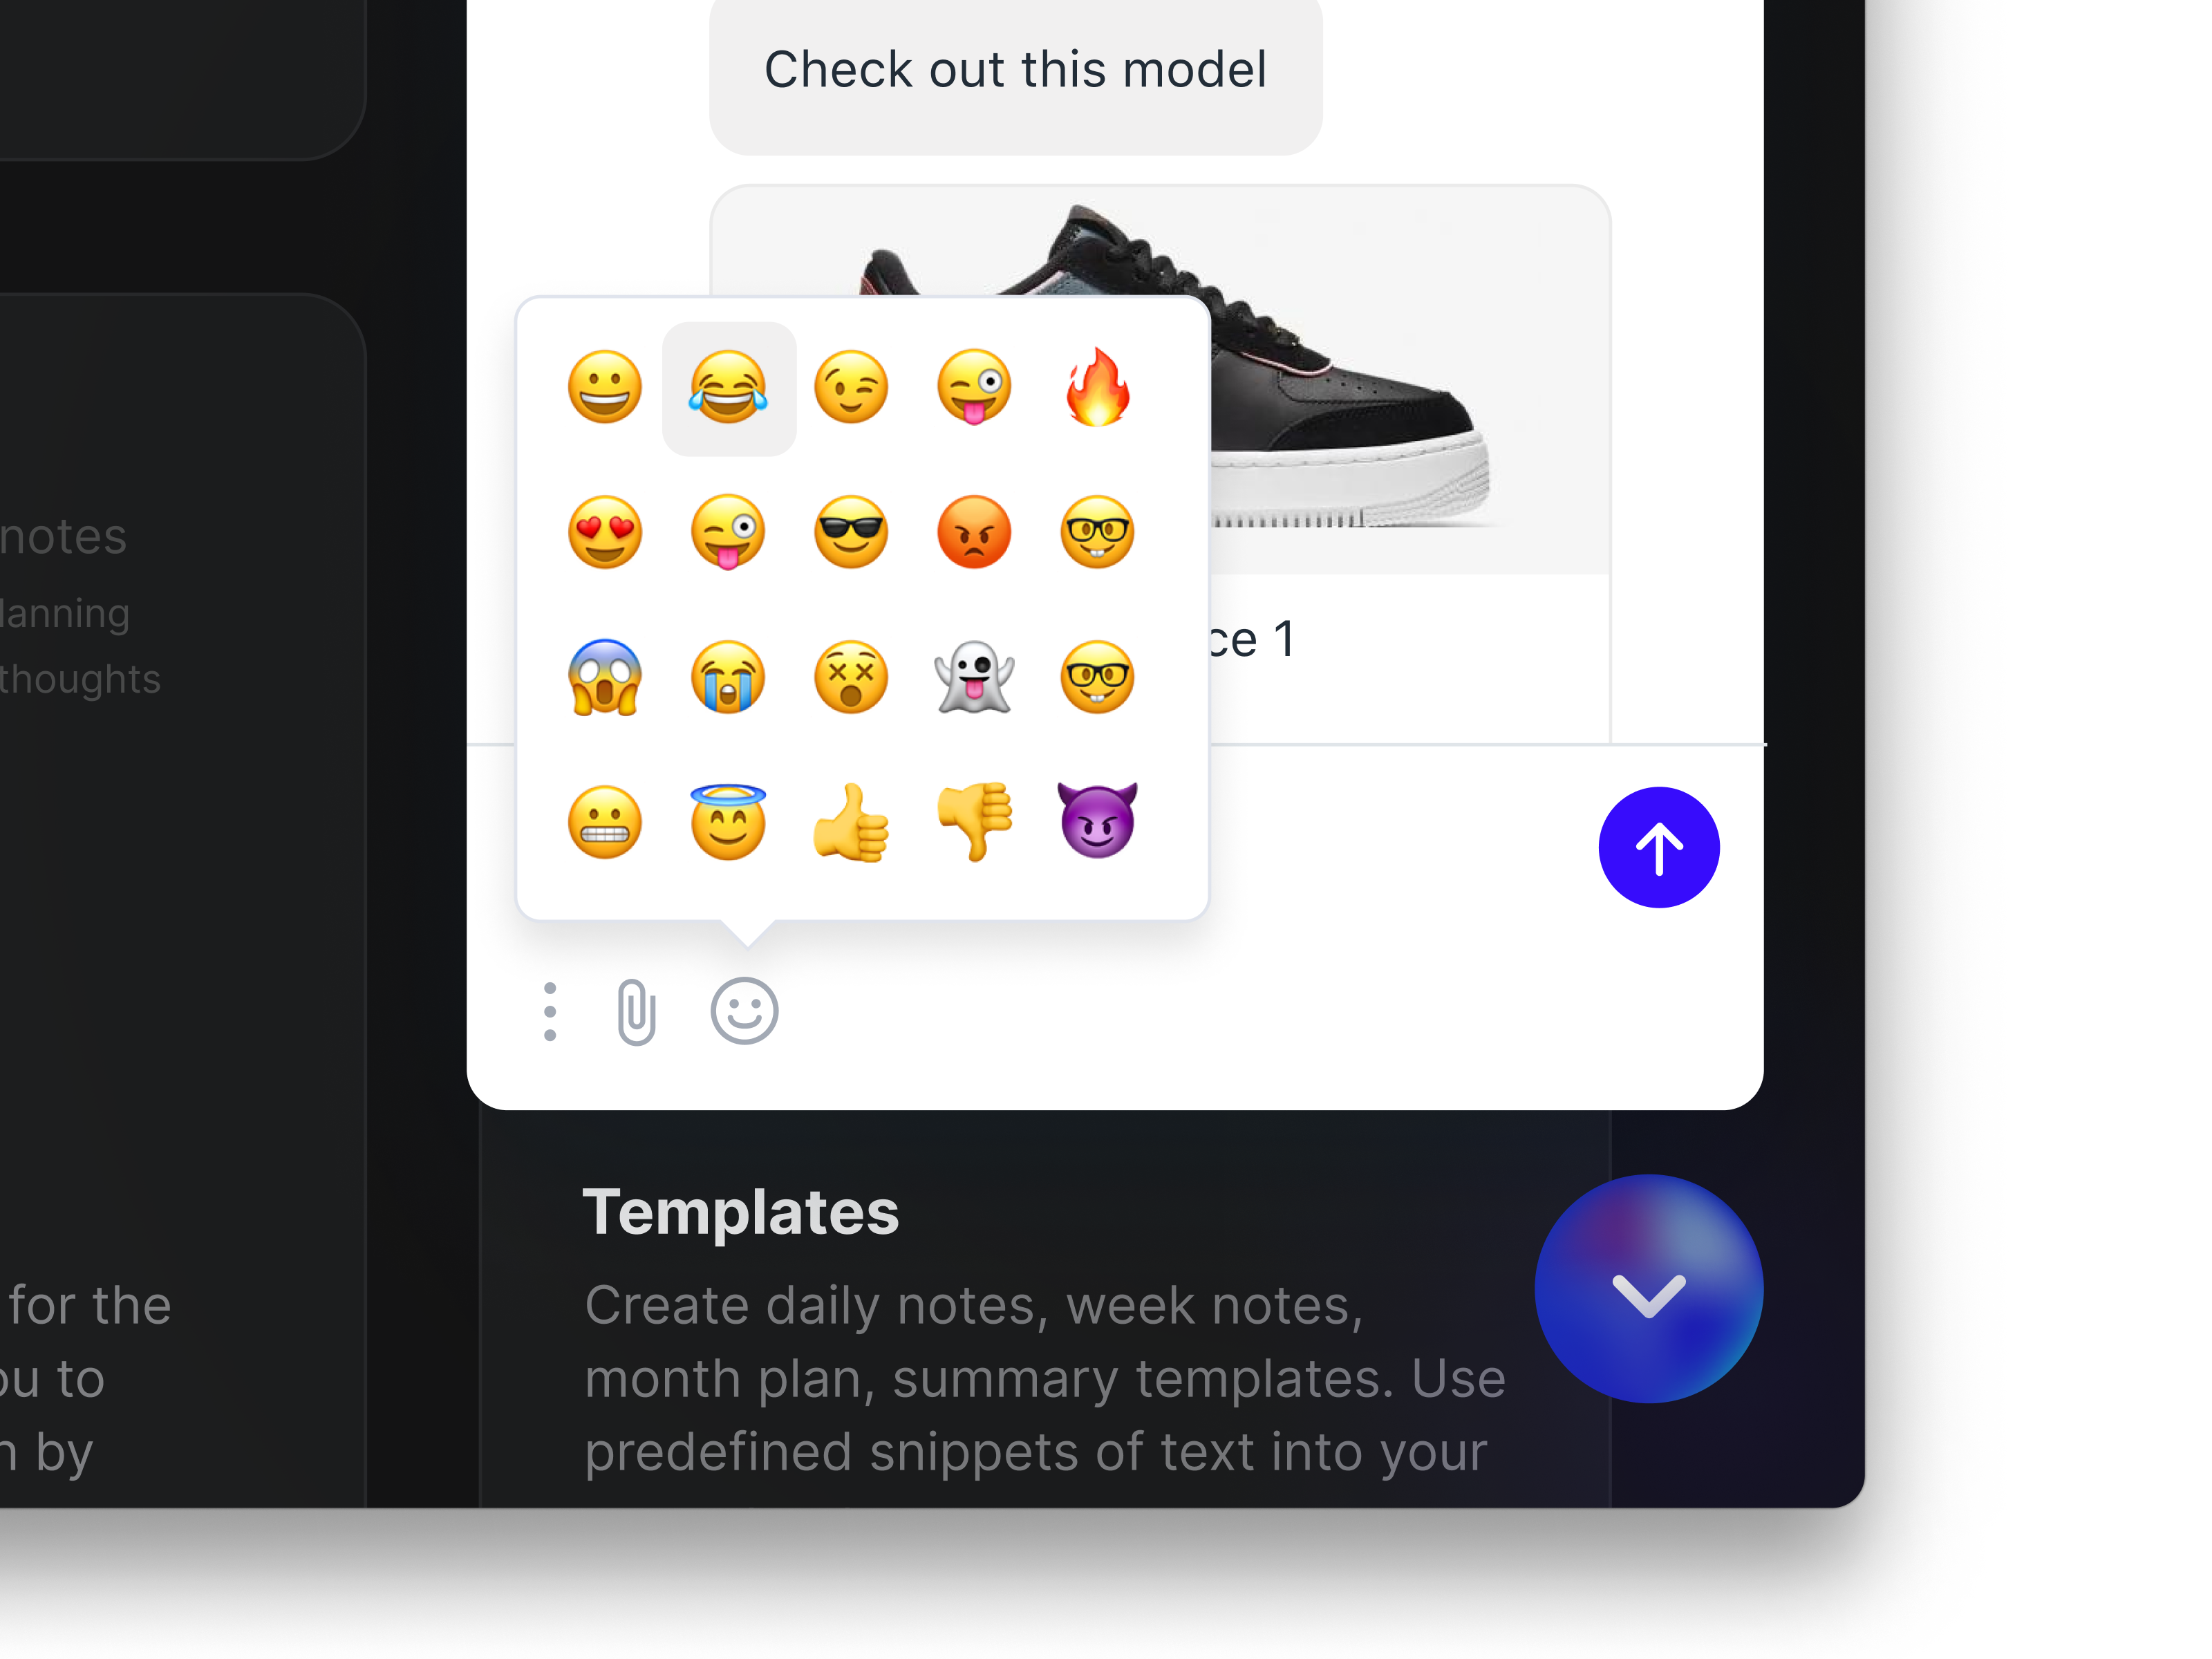 Check out this model
ce 1
notes
lanning
thoughts
for the
ou to
n by
Templates
Create daily notes, week notes,
month plan, summary templates. Use
predefined snippets of text into your